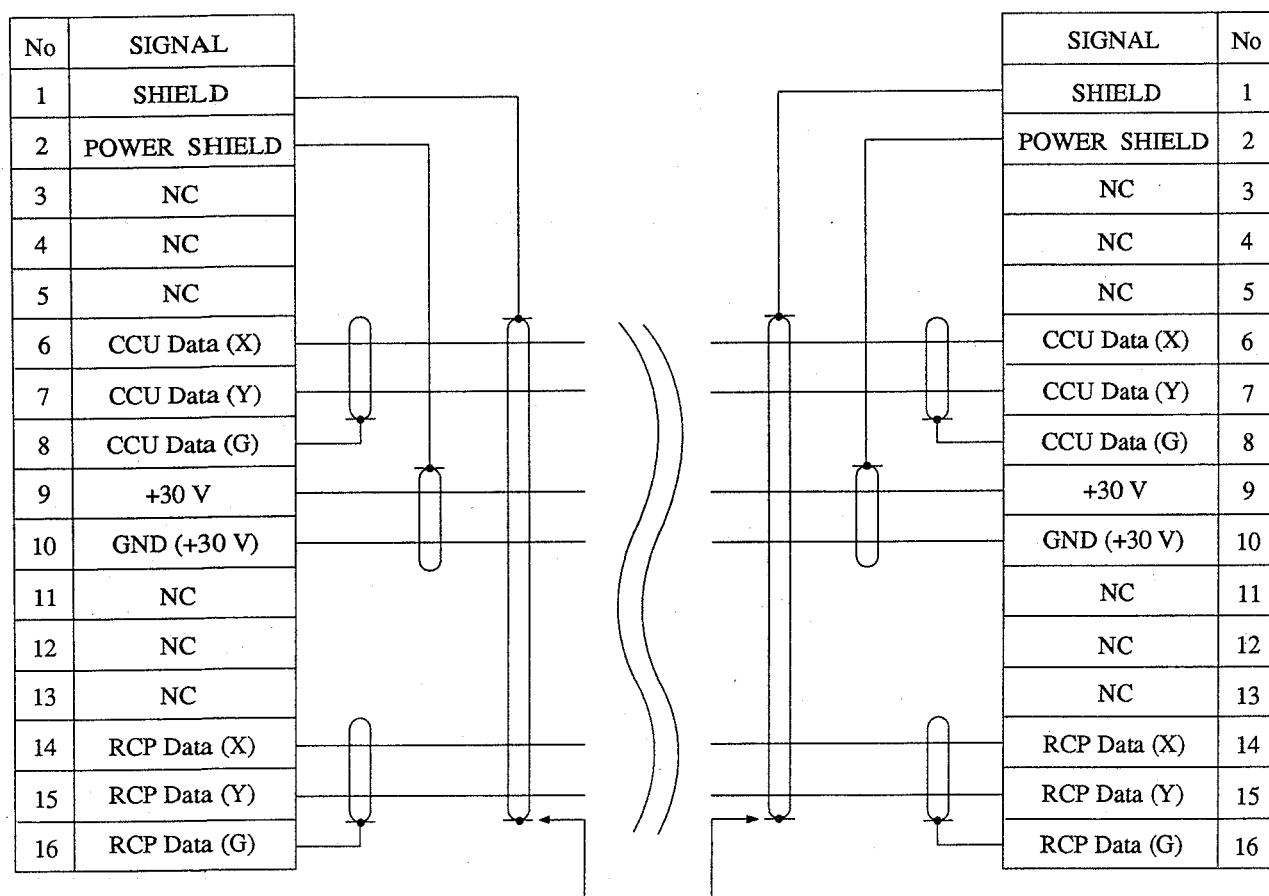 No SIGNAL
1 SHIELD
2 POWER SHIELD
3 NC
4 NC
5 NC
6 CCU Data (X)
7 CCU Data (Y)
8 CCU Data (G)
9 +30 V
10 GND (+30 V)
11 NC
12 NC
13 NC
14 RCP Data (X)
15 RCP Data (Y)
16 RCP Data (G)
SIGNAL No
SHIELD 1
POWER SHIELD 2
NC 3
NC 4
NC 5
CCU Data (X) 6
CCU Data (Y) 7
CCU Data (G) 8
+30 V 9
GND (+30 V) 10
NC 11
NC 12
NC 13
RCP Data (X) 14
RCP Data (Y) 15
RCP Data (G) 16